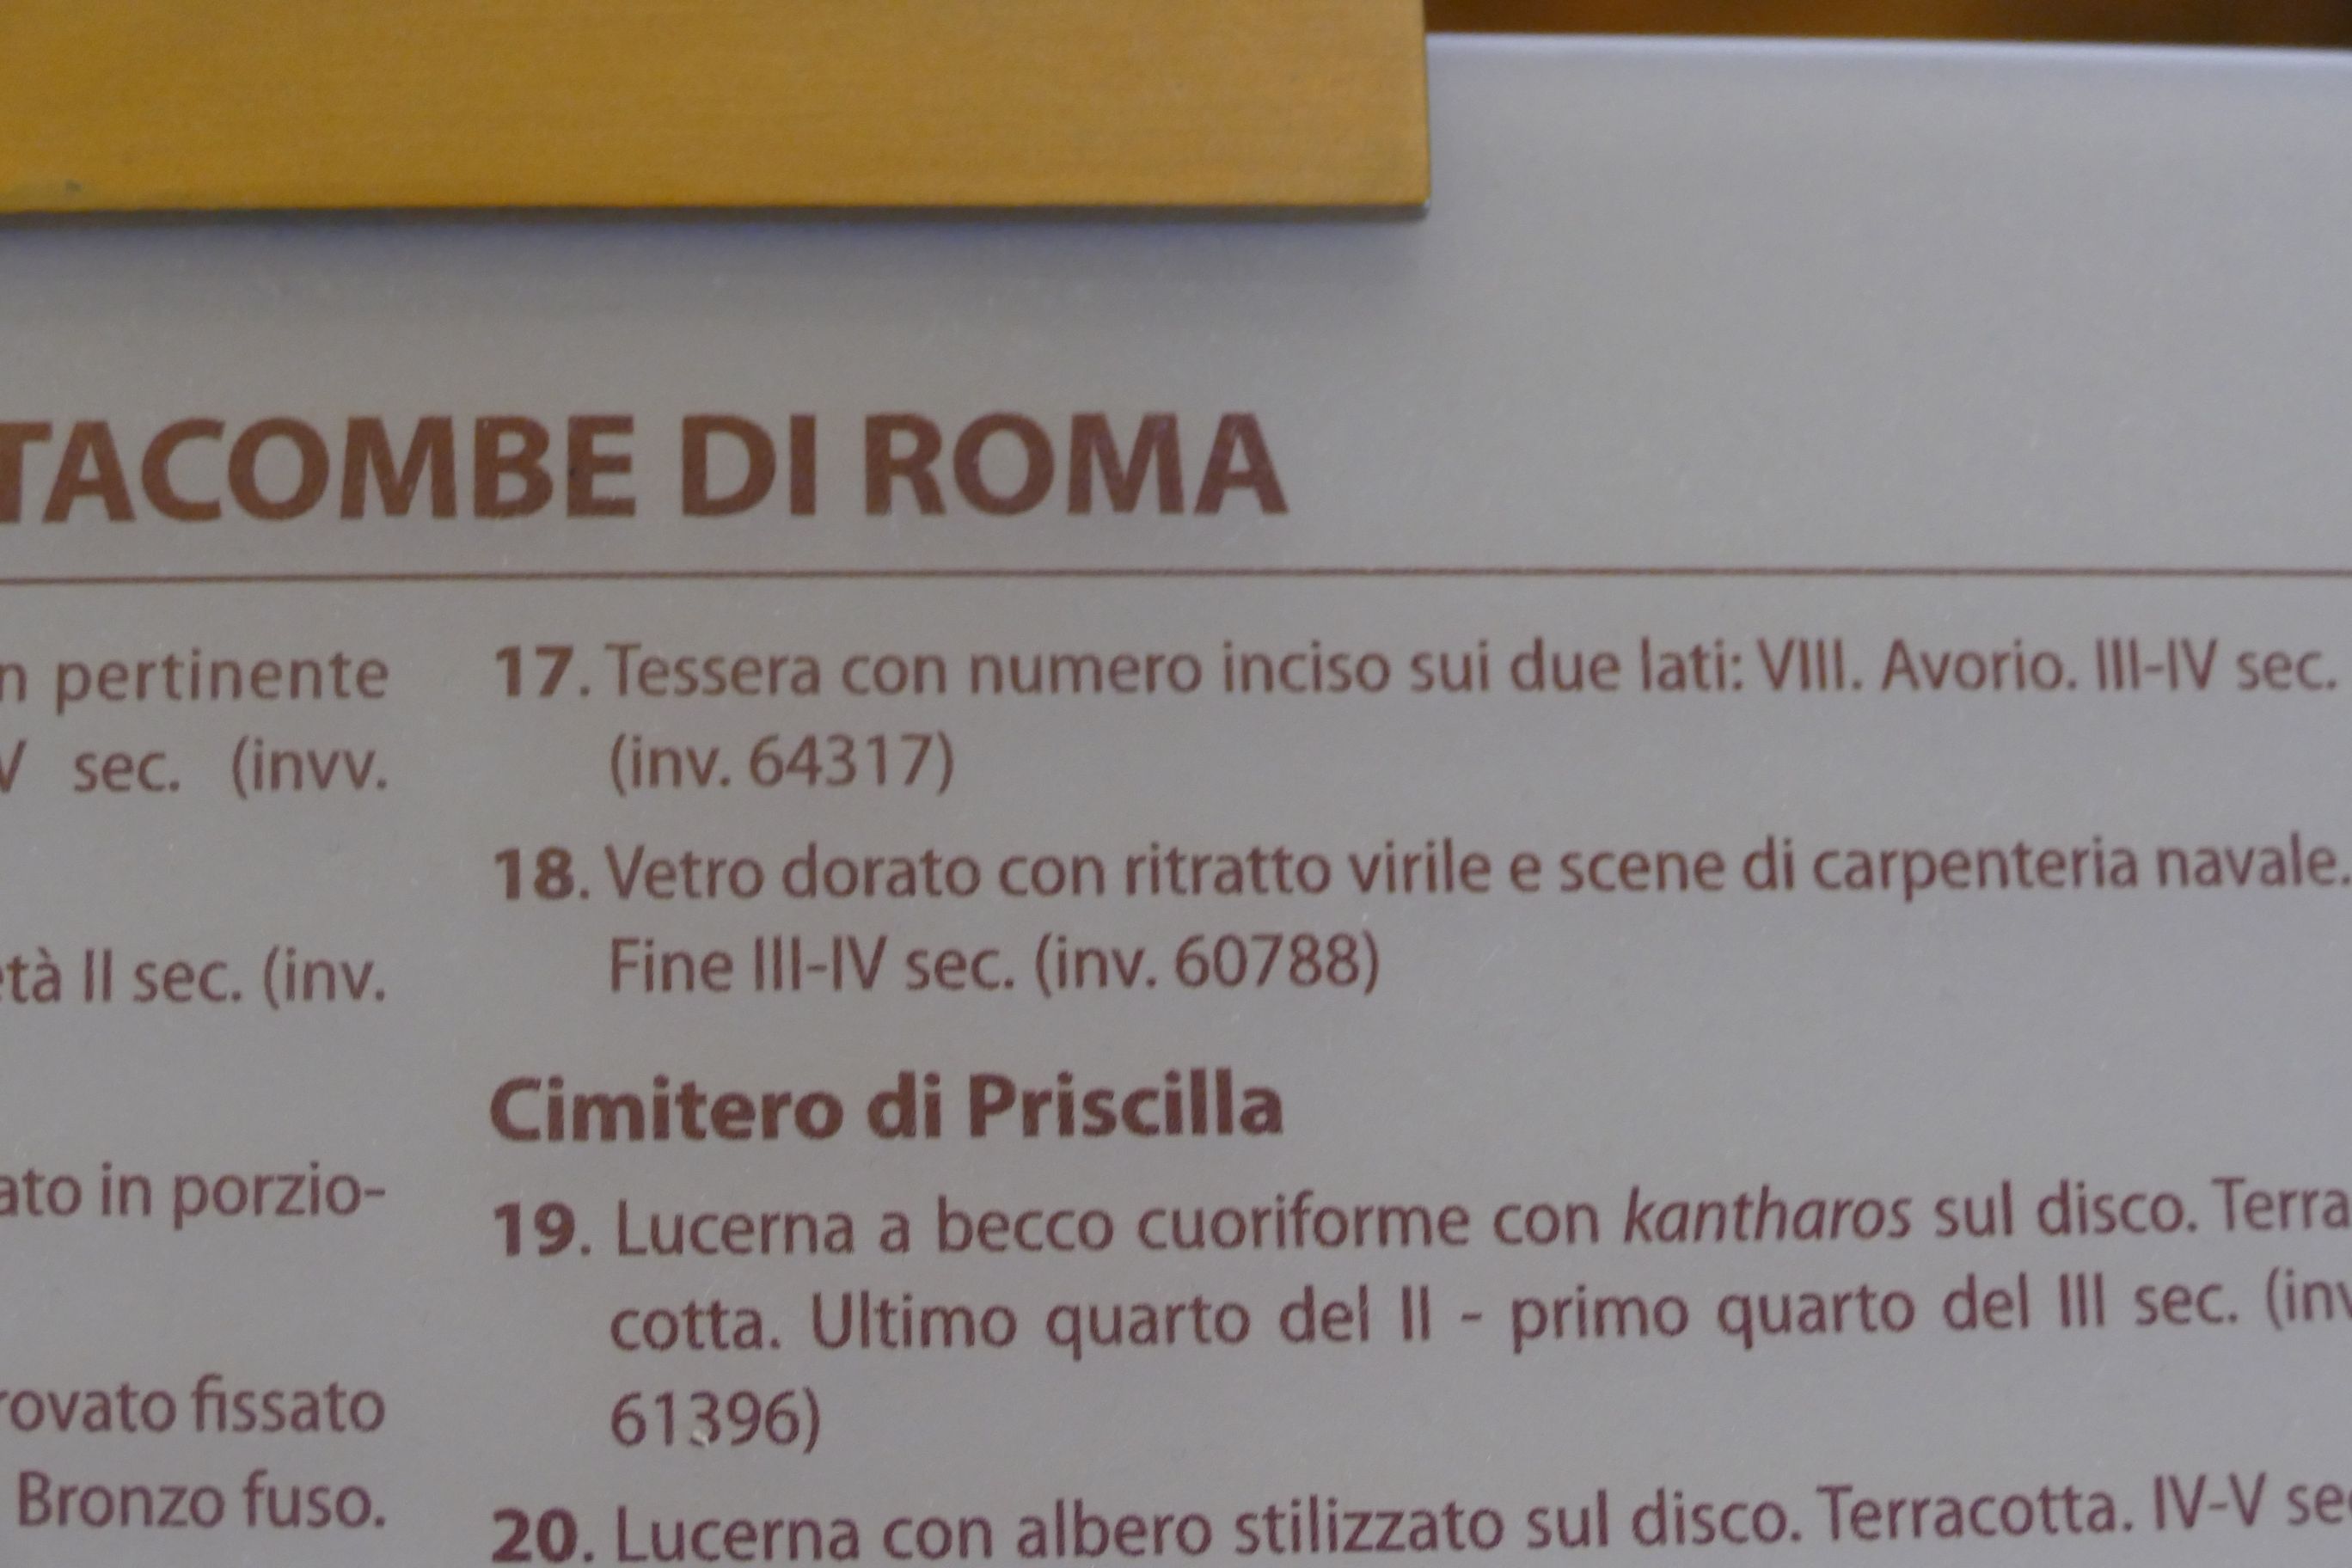 TACOMBE DI ROMA
n pertinente
V sec. (invv.
età II sec. (inv.
ato in porzio-
rovato fissato
Bronzo fuso.
17. Tessera con numero inciso sui due lati: VIII. Avorio. III-IV sec.
(inv. 64317)
18. Vetro dorato con ritratto virile e scene di carpenteria navale.
Fine III-IV sec. (inv. 60788)
Cimitero di Priscilla
19. Lucerna a becco cuoriforme con kantharos sul disco. Terra
cotta. Ultimo quarto del II - primo quarto del III sec. (inv
61396)
20. Lucerna con albero stilizzato sul disco. Terracotta. IV-V sec